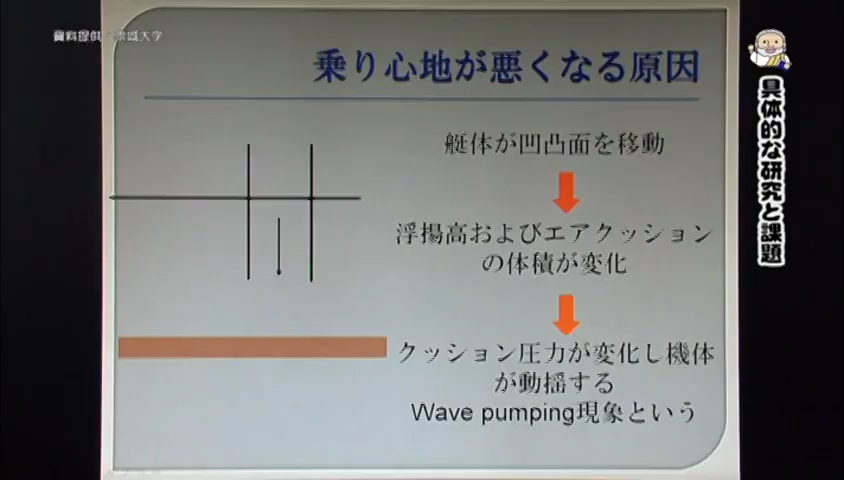 資料提供 崇城大学
乗り心地が悪くなる原因
艇体が凹凸面を移動
浮揚高およびエアクッション
の体積が変化
クッション圧力が変化し機体
が動揺する
Wave pumping現象という
具体的な研究と課題